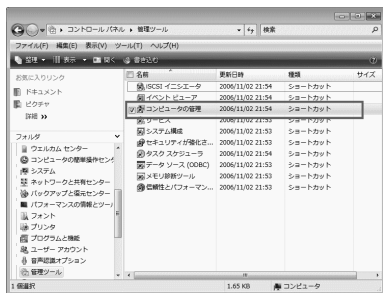 コントロール パネル ▸ 管理ツール
検索
ファイル(F) 編集(E) 表示(V) ツール(T) ヘルプ(H)
整理 表示 開く 書き込む
お気に入りリンク
ドキュメント
ピクチャ
詳細 »
フォルダ
ウェルカム センター
コンピュータの簡単操作セン
システム
ネットワークと共有センター
バックアップと復元センター
パフォーマンスの情報とツー
フォント
プリンタ
プログラムと機能
ユーザー アカウント
音声認識オプション
管理ツール
名前 更新日時 種類 サイズ
iSCSI イニシエータ 2006/11/02 21:54 ショートカット
イベント ビューア 2006/11/02 21:54 ショートカット
コンピュータの管理 2006/11/02 21:54 ショートカット
サービス 2006/11/02 21:54 ショートカット
システム構成 2006/11/02 21:53 ショートカット
セキュリティが強化さ... 2006/11/02 21:53 ショートカット
タスク スケジューラ 2006/11/02 21:54 ショートカット
データ ソース (ODBC) 2006/11/02 21:53 ショートカット
メモリ診断ツール 2006/11/02 21:53 ショートカット
信頼性とパフォーマン... 2006/11/02 21:53 ショートカット
1 個選択 1.65 KB コンピュータ